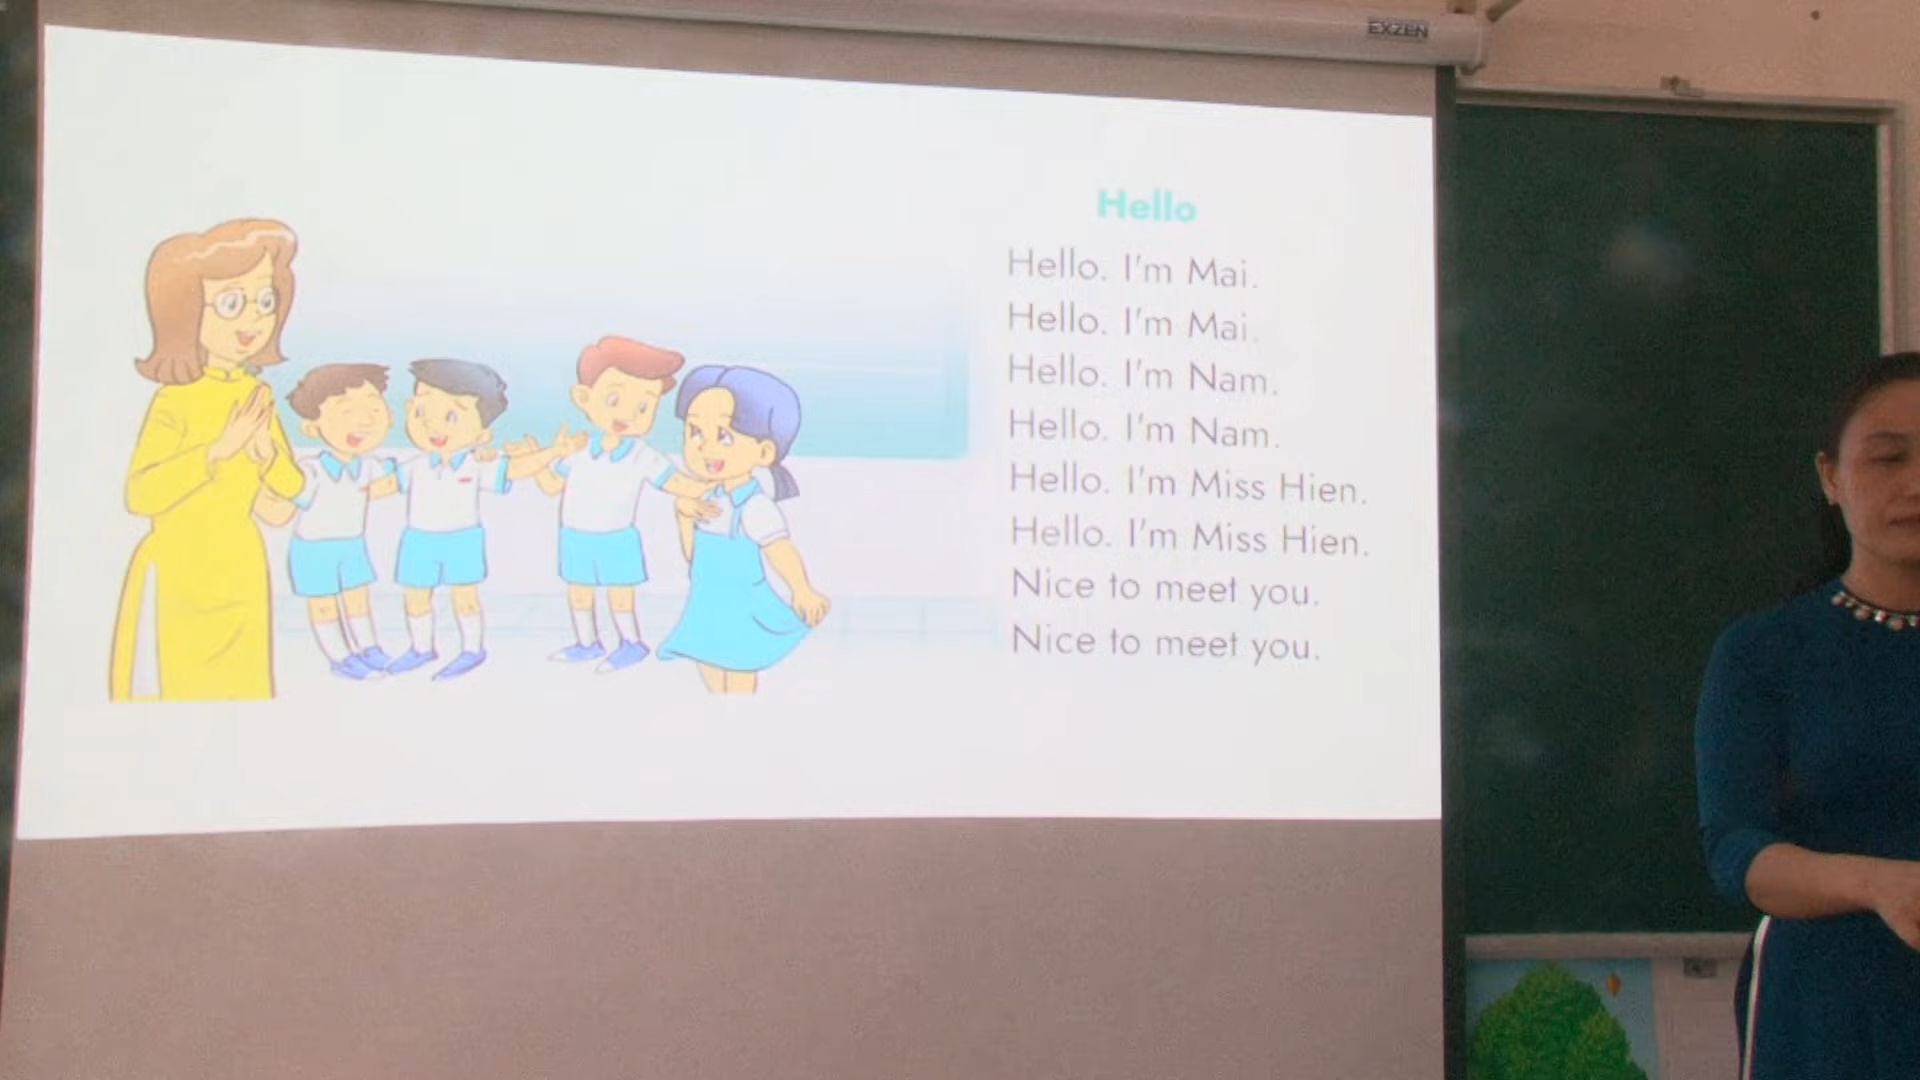 EXZEN
Hello
Hello. I'm Mai.
Hello. I'm Mai.
Hello. I'm Nam.
Hello. I'm Nam.
Hello. I'm Miss Hien.
Hello. I'm Miss Hien.
Nice to meet you.
Nice to meet you.